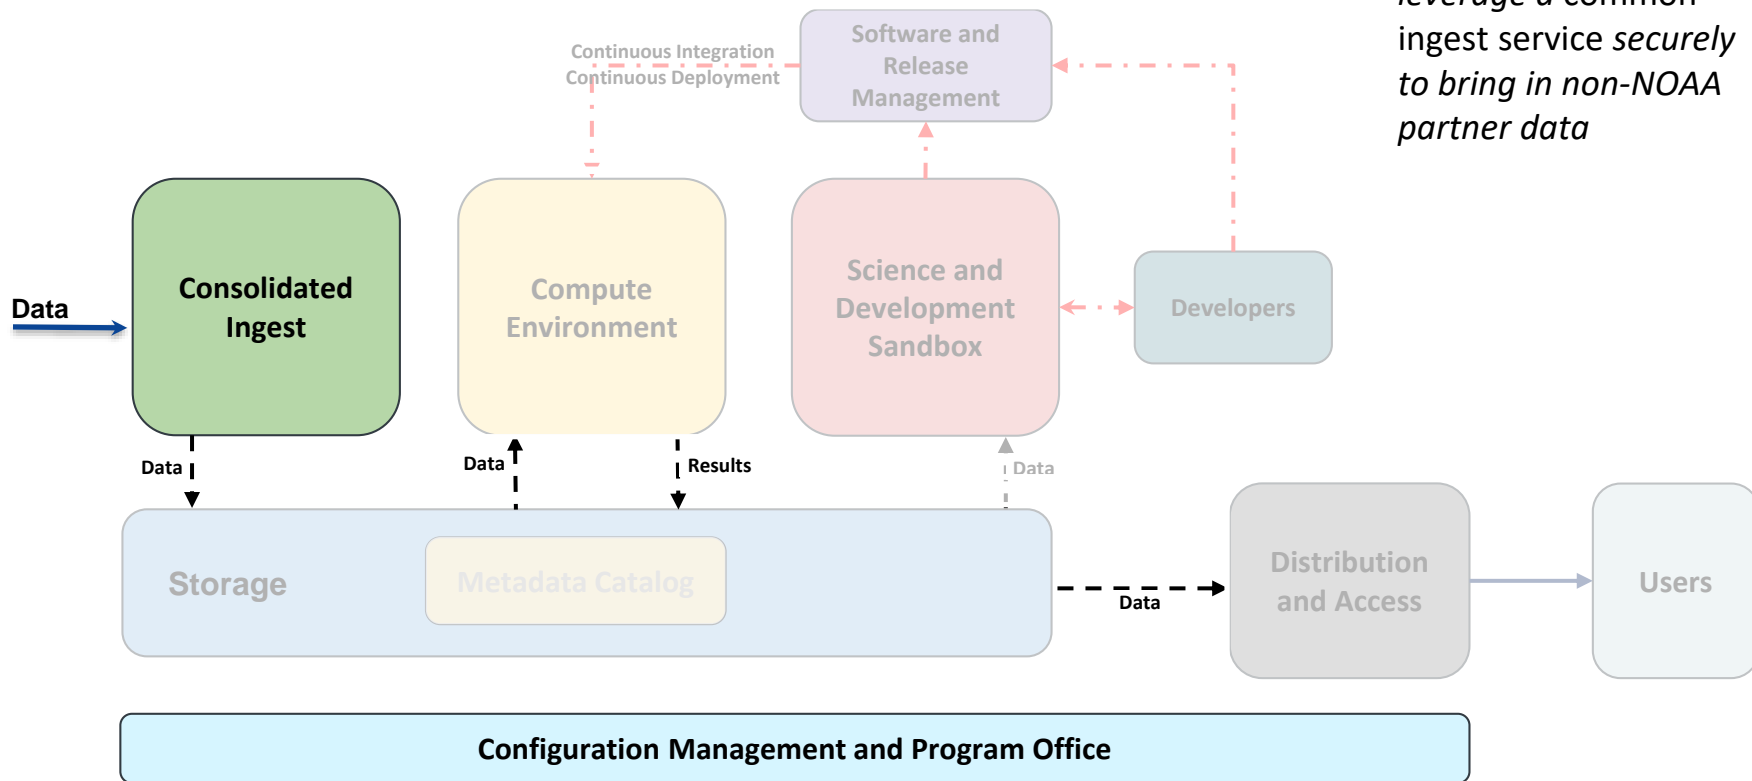 leverage a common
ingest service securely
to bring in non-NOAA
partner data
Continuous Integration
Continuous Deployment
Software and
Release
Management
Data
Consolidated
Ingest
Compute
Environment
Science and
Development
Sandbox
Developers
Data
Data
Results
Data
Storage
Metadata Catalog
Data
Distribution
and Access
Users
Configuration Management and Program Office